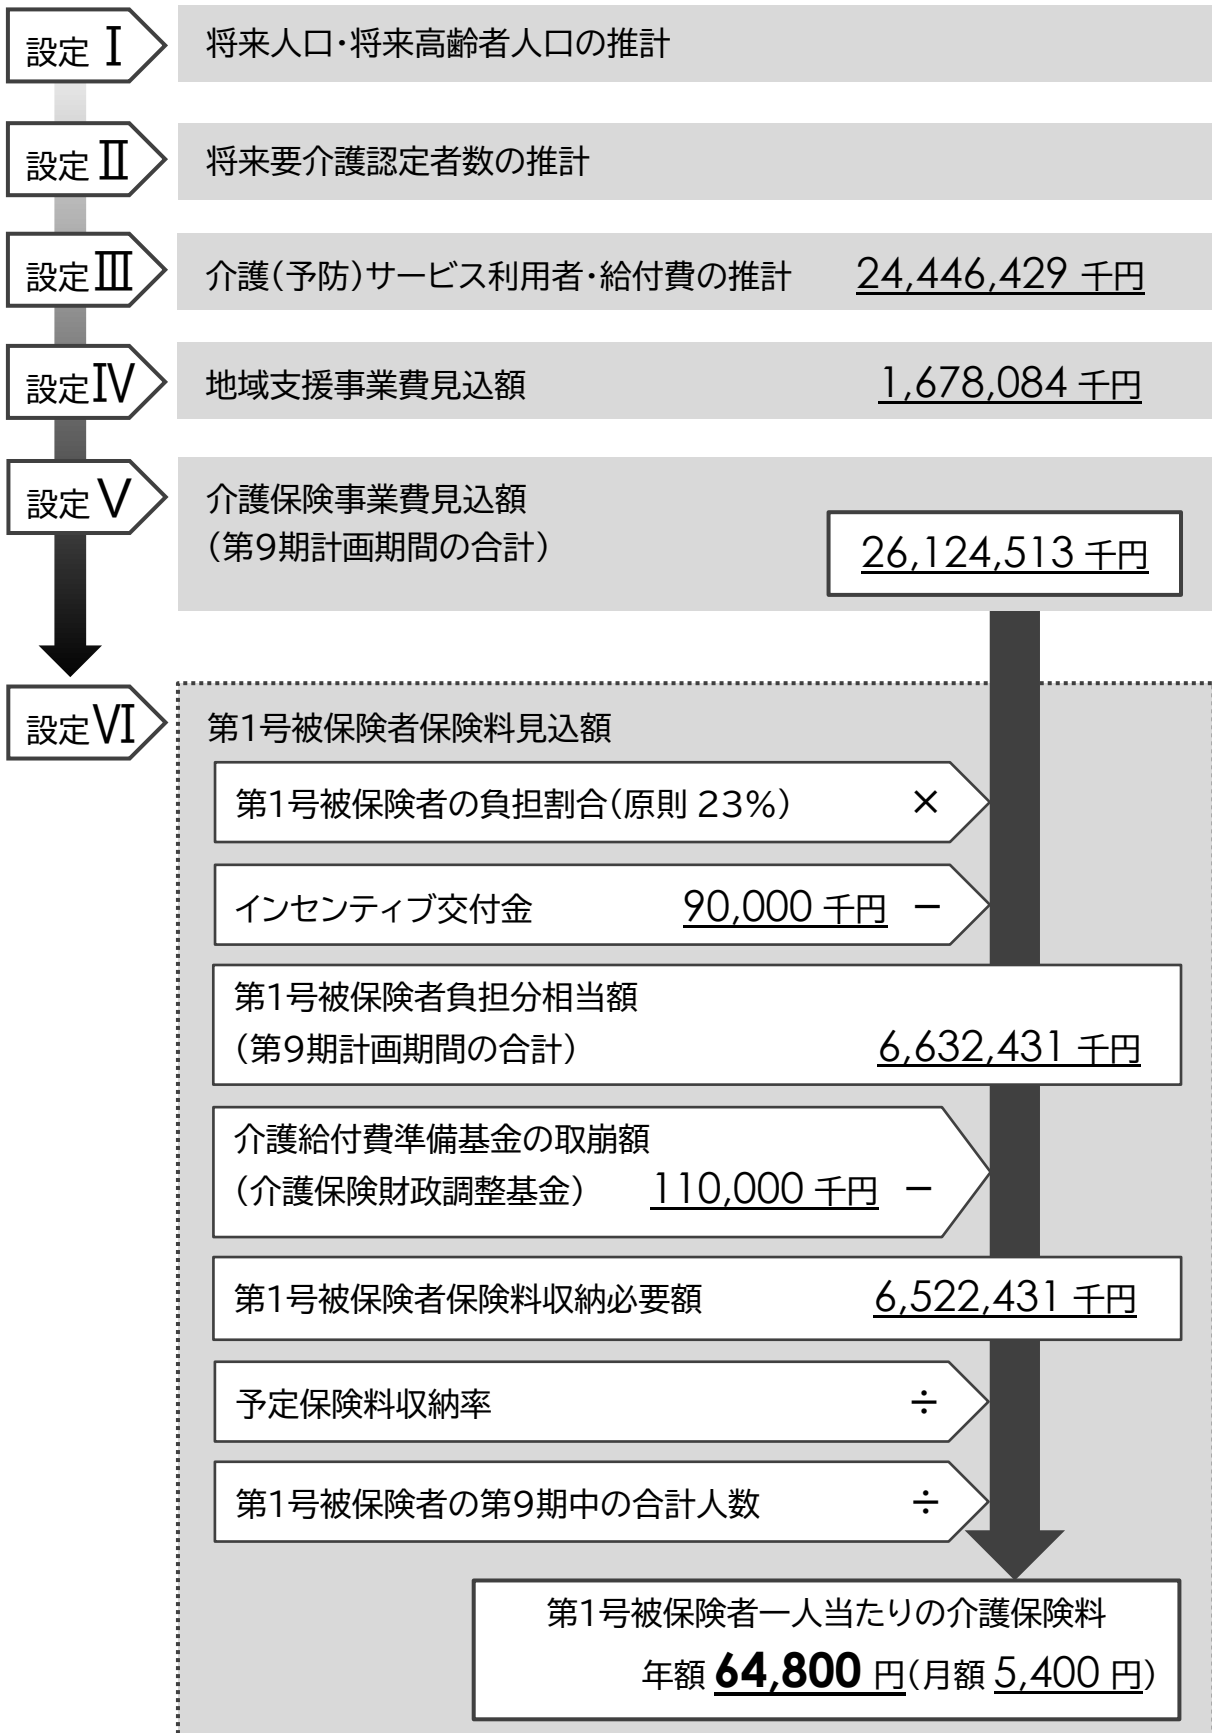 設定 Ⅰ
将来人口・将来高齢者人口の推計
設定 Ⅱ
将来要介護認定者数の推計
設定 Ⅲ
介護(予防)サービス利用者・給付費の推計 24,446,429 千円
設定 Ⅳ
地域支援事業費見込額 1,678,084 千円
設定 Ⅴ
介護保険事業費見込額
(第9期計画期間の合計)
26,124,513 千円
設定 Ⅵ
第1号被保険者保険料見込額
第1号被保険者の負担割合(原則 23%) ×
インセンティブ交付金 90,000 千円 −
第1号被保険者負担分相当額
(第9期計画期間の合計) 6,632,431 千円
介護給付費準備基金の取崩額
(介護保険財政調整基金) 110,000 千円 −
第1号被保険者保険料収納必要額 6,522,431 千円
予定保険料収納率 ÷
第1号被保険者の第9期中の合計人数 ÷
第1号被保険者一人当たりの介護保険料
年額 64,800 円(月額 5,400 円)